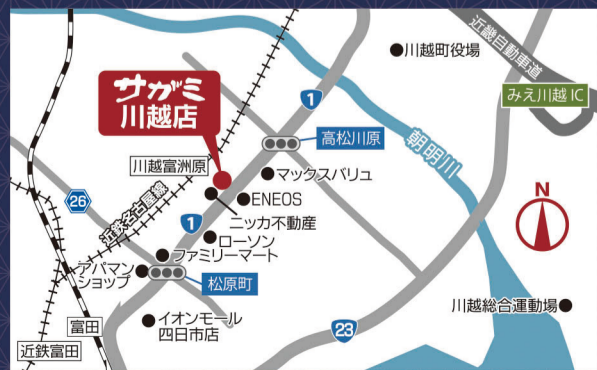 近畿自動車道
川越町役場
みえ川越 IC
サガミ
川越店
1
高松川原
朝明川
川越富洲原
マックスバリュ
26
近鉄名古屋線
ENEOS
N
ニッカ不動産
1
ローソン
ファミリーマート
アパマン
ショップ
松原町
川越総合運動場
イオンモール
四日市店
23
富田
近鉄富田